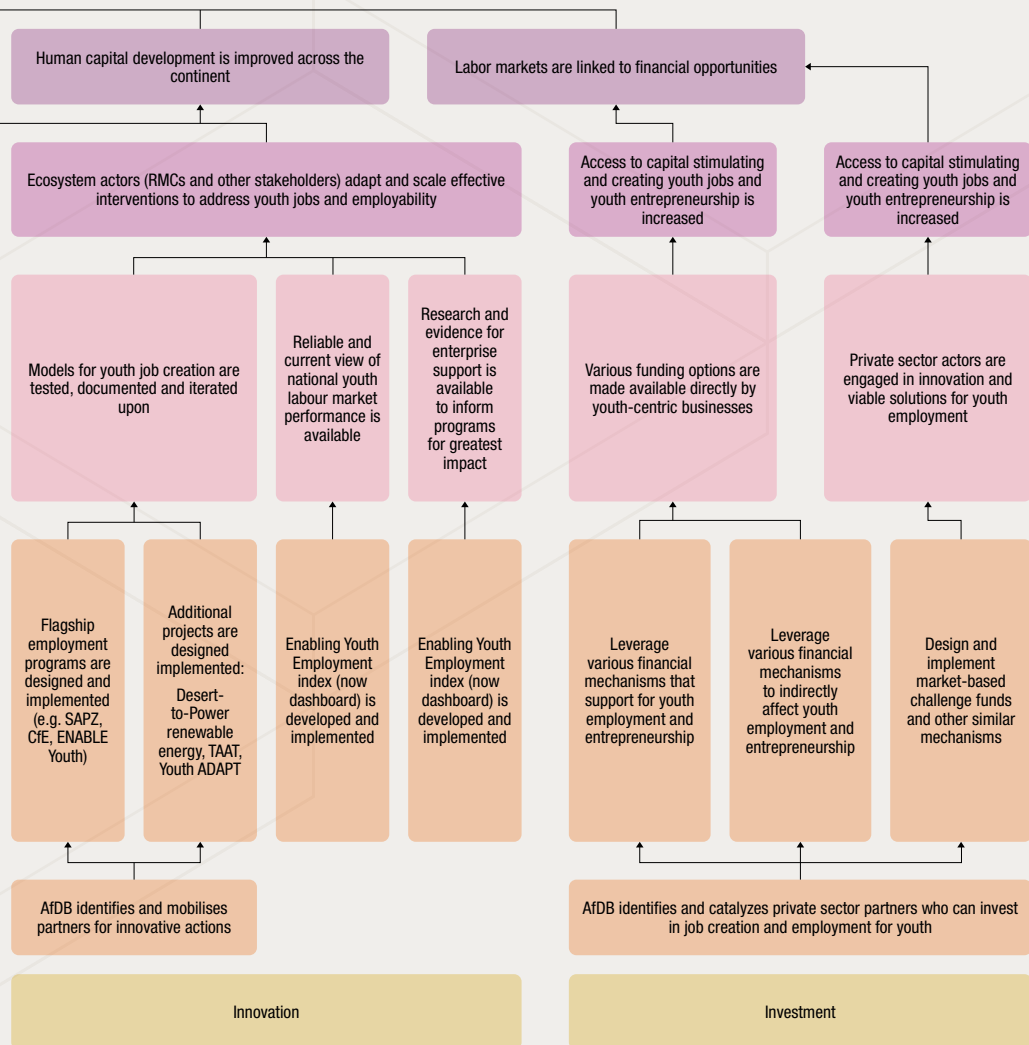 Human capital development is improved across the
continent
Labor markets are linked to financial opportunities
Ecosystem actors (RMCs and other stakeholders) adapt and scale effective
interventions to address youth jobs and employability
Access to capital stimulating
and creating youth jobs and
youth entrepreneurship is
increased
Access to capital stimulating
and creating youth jobs and
youth entrepreneurship is
increased
Models for youth job creation are
tested, documented and iterated
upon
Reliable and
current view of
national youth
labour market
performance is
available
Research and
evidence for
enterprise
support is
available
to inform
programs
for greatest
impact
Various funding options are
made available directly by
youth-centric businesses
Private sector actors are
engaged in innovation and
viable solutions for youth
employment
Flagship
employment
programs are
designed and
implemented
(e.g. SAPZ,
CfE, ENABLE
Youth)
Additional
projects are
designed
implemented:
Desert-
to-Power
renewable
energy, TAAT,
Youth ADAPT
Enabling Youth
Employment
index (now
dashboard) is
developed and
implemented
Enabling Youth
Employment
index (now
dashboard) is
developed and
implemented
Leverage
various financial
mechanisms that
support for youth
employment and
entrepreneurship
Leverage
various financial
mechanisms
to indirectly
affect youth
employment and
entrepreneurship
Design and
implement
market-based
challenge funds
and other similar
mechanisms
AfDB identifies and mobilises
partners for innovative actions
AfDB identifies and catalyzes private sector partners who can invest
in job creation and employment for youth
Innovation
Investment